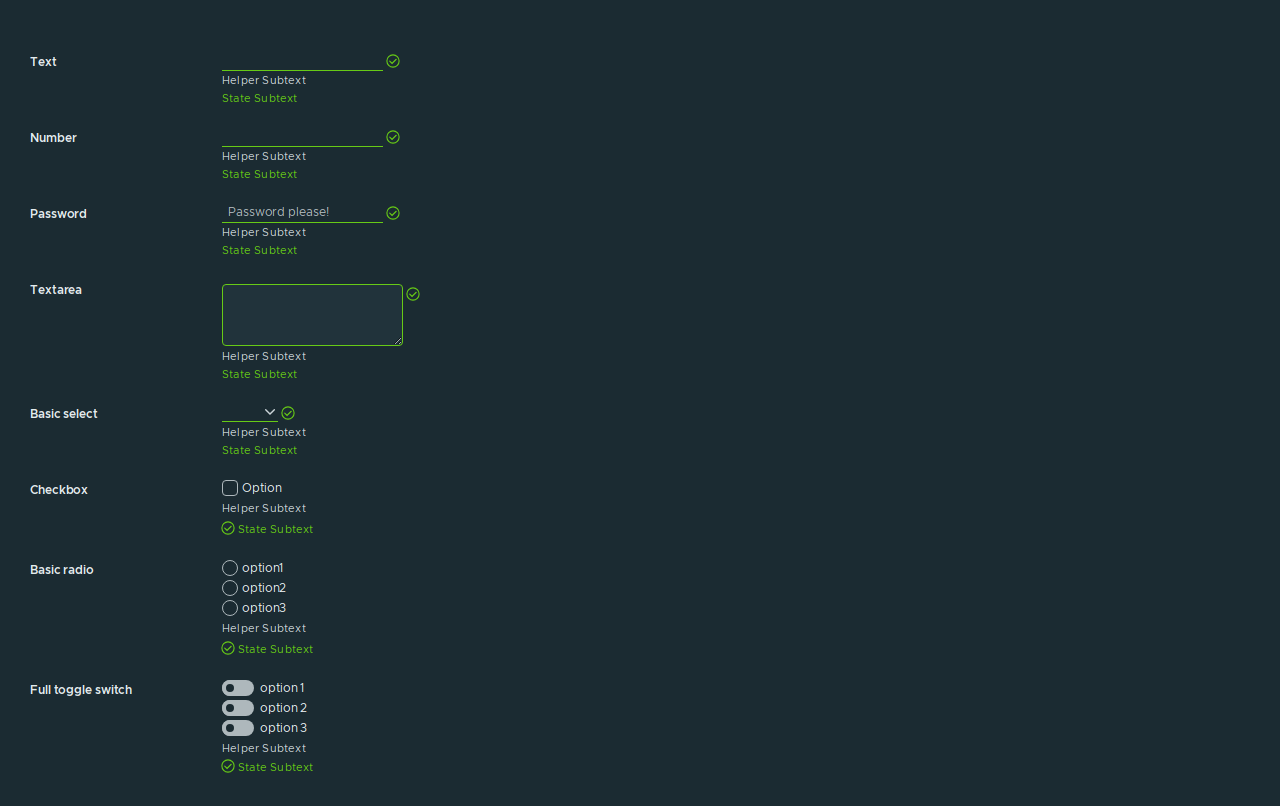 Text
Helper Subtext
State Subtext
Number
Helper Subtext
State Subtext
Password
Password please!
Helper Subtext
State Subtext
Textarea
Helper Subtext
State Subtext
Basic select
Helper Subtext
State Subtext
Checkbox
Option
Helper Subtext
State Subtext
Basic radio
option1
option2
option3
Helper Subtext
State Subtext
Full toggle switch
option 1
option 2
option 3
Helper Subtext
State Subtext